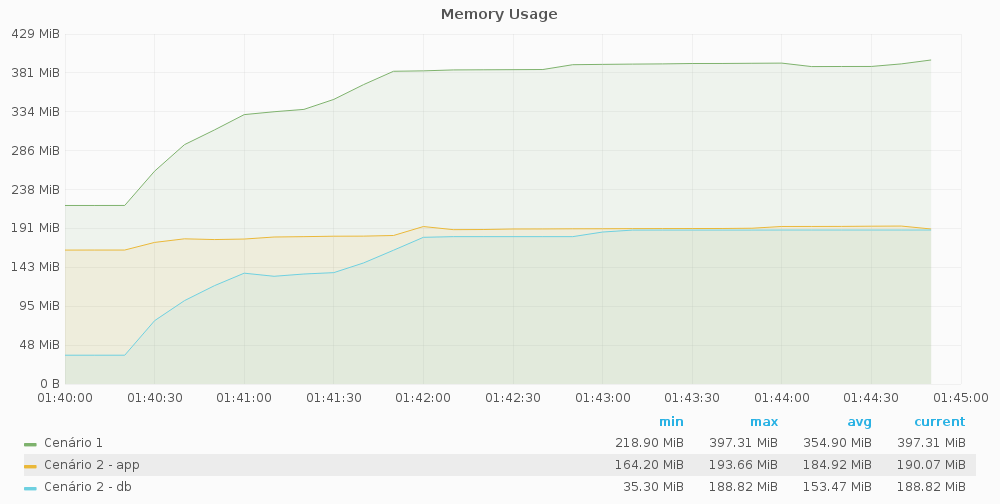 Memory Usage
429 MiB
381 MiB
334 MiB
286 MiB
238 MiB
191 MiB
143 MiB
95 MiB
48 MiB
0 B
01:40:00 01:40:30 01:41:00 01:41:30 01:42:00 01:42:30 01:43:00 01:43:30 01:44:00 01:44:30 01:45:00
min max avg current
Cenário 1 218.90 MiB 397.31 MiB 354.90 MiB 397.31 MiB
Cenário 2 - app 164.20 MiB 193.66 MiB 184.92 MiB 190.07 MiB
Cenário 2 - db 35.30 MiB 188.82 MiB 153.47 MiB 188.82 MiB